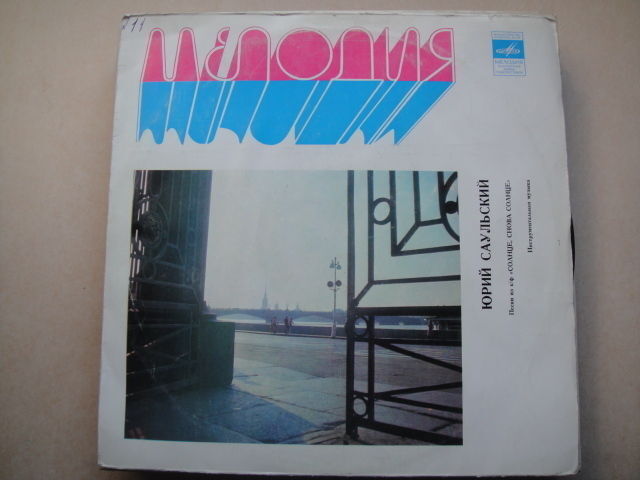 МЕЛОДИЯ
МЕЛОДИЯ
ЮРИЙ САУЛЬСКИЙ
Песни из к/ф «СОЛНЦЕ, СНОВА СОЛНЦЕ»
Инструментальная музыка